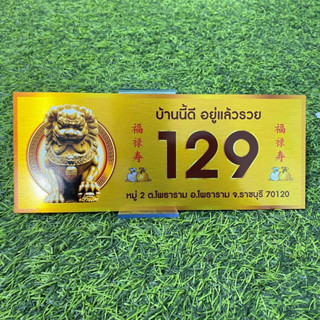 บ้านนี้ดี อยู่แล้วรวย
福禄寿
129
福禄寿
หมู่ 2 ต.โพธาราม อ.โพธาราม จ.ราชบุรี 70120